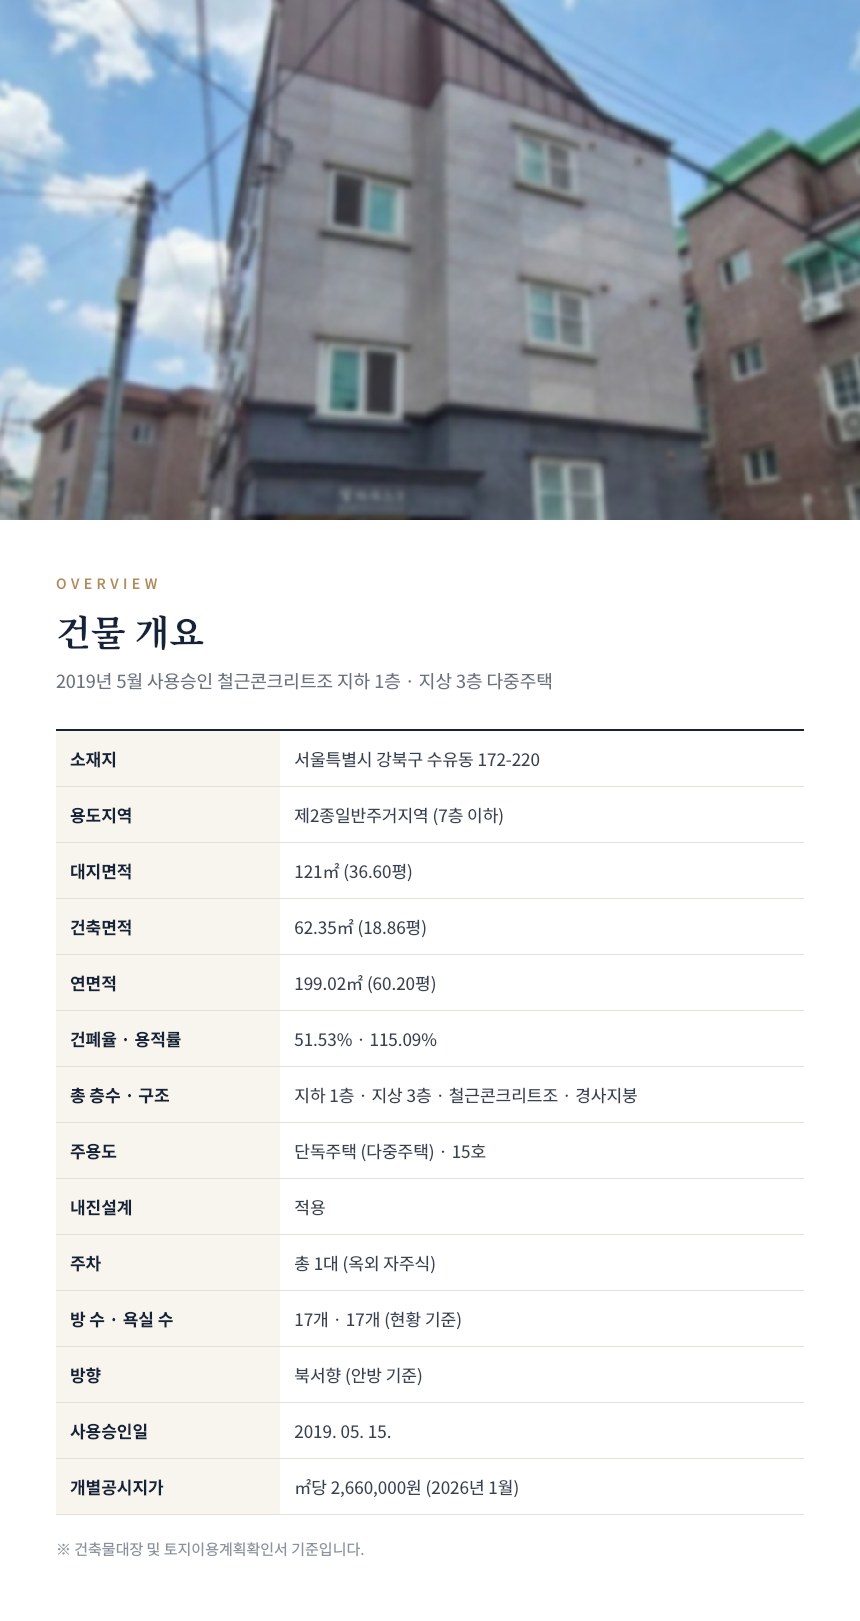 OVERVIEW
건물 개요
2019년 5월 사용승인 철근콘크리트조 지하 1층 · 지상 3층 다중주택
소재지 서울특별시 강북구 수유동 172-220
용도지역 제2종일반주거지역 (7층 이하)
대지면적 121㎡ (36.60평)
건축면적 62.35㎡ (18.86평)
연면적 199.02㎡ (60.20평)
건폐율 · 용적률 51.53% · 115.09%
총 층수 · 구조 지하 1층 · 지상 3층 · 철근콘크리트조 · 경사지붕
주용도 단독주택 (다중주택) · 15호
내진설계 적용
주차 총 1대 (옥외 자주식)
방 수 · 욕실 수 17개 · 17개 (현황 기준)
방향 북서향 (안방 기준)
사용승인일 2019. 05. 15.
개별공시지가 ㎡당 2,660,000원 (2026년 1월)
※ 건축물대장 및 토지이용계획확인서 기준입니다.